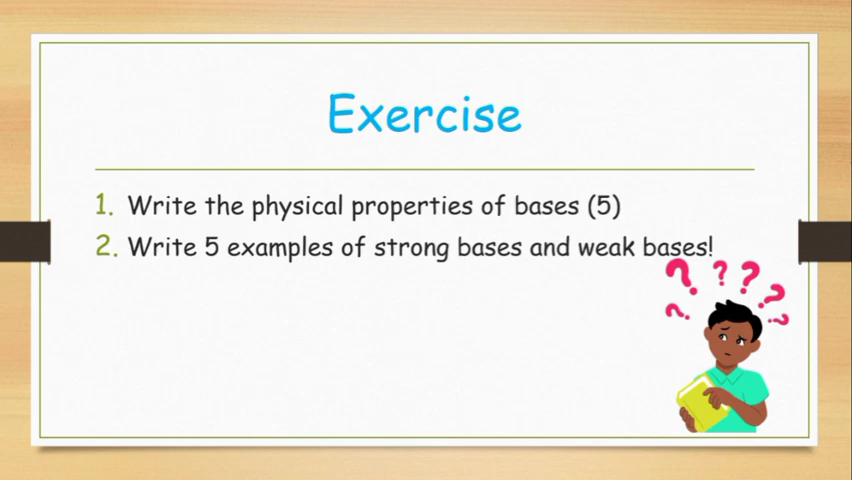 Exercise
1. Write the physical properties of bases (5)
2. Write 5 examples of strong bases and weak bases!
? ? ? ? ? ?